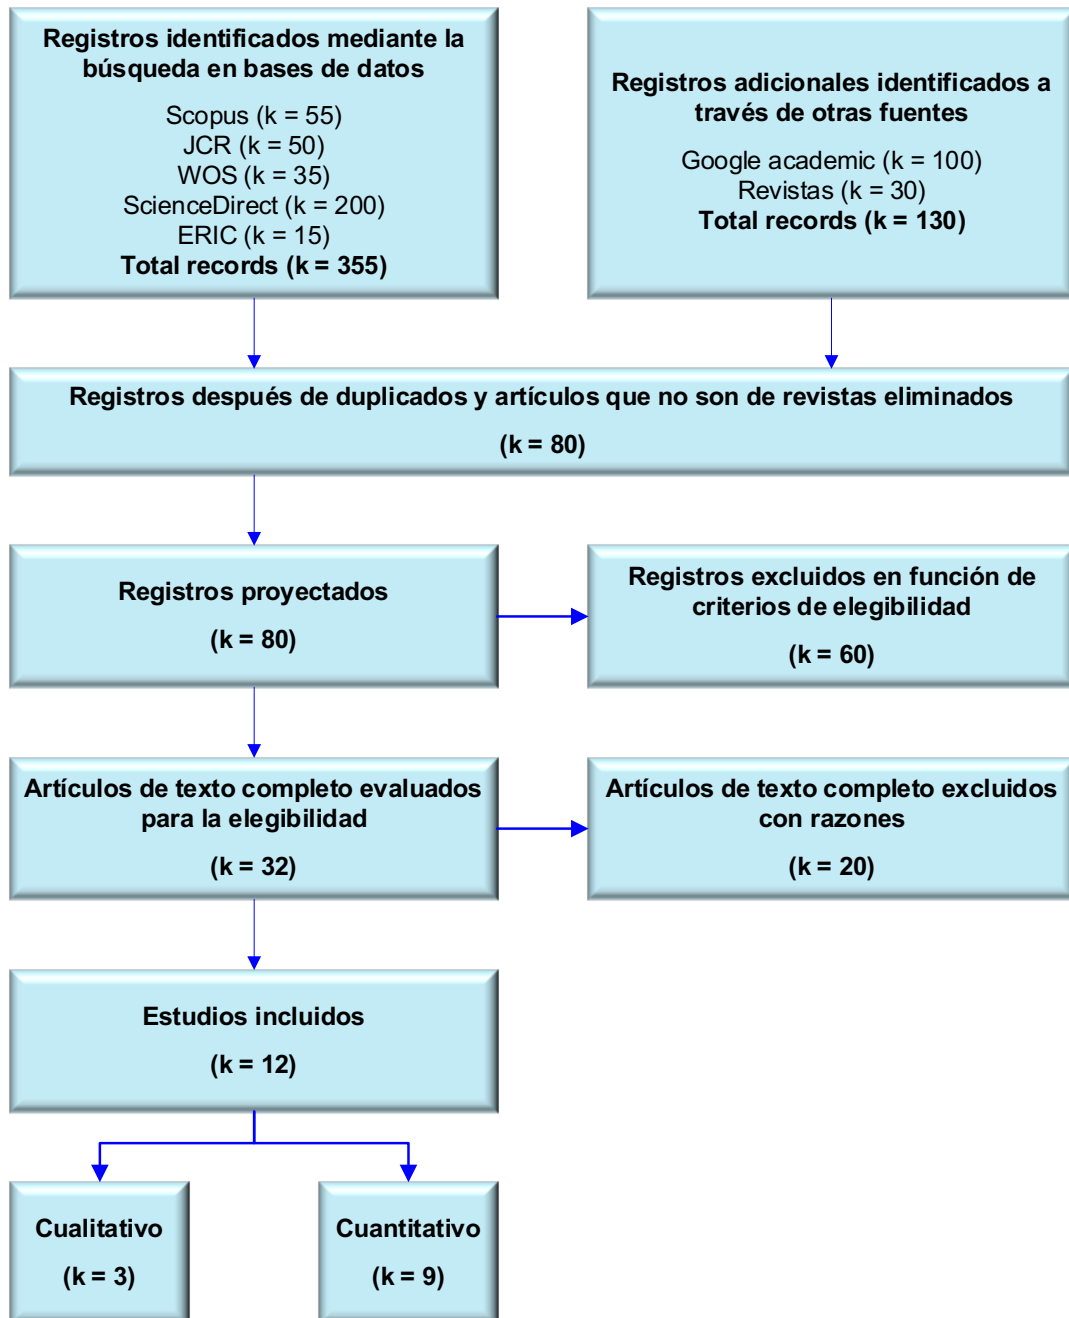 Registros identificados mediante la
búsqueda en bases de datos
Scopus (k = 55)
JCR (k = 50)
WOS (k = 35)
ScienceDirect (k = 200)
ERIC (k = 15)
Total records (k = 355)
Registros adicionales identificados a
través de otras fuentes
Google academic (k = 100)
Revistas (k = 30)
Total records (k = 130)
Registros después de duplicados y artículos que no son de revistas eliminados
(k = 80)
Registros proyectados
(k = 80)
Registros excluidos en función de
criterios de elegibilidad
(k = 60)
Artículos de texto completo evaluados
para la elegibilidad
(k = 32)
Artículos de texto completo excluidos
con razones
(k = 20)
Estudios incluidos
(k = 12)
Cualitativo
(k = 3)
Cuantitativo
(k = 9)